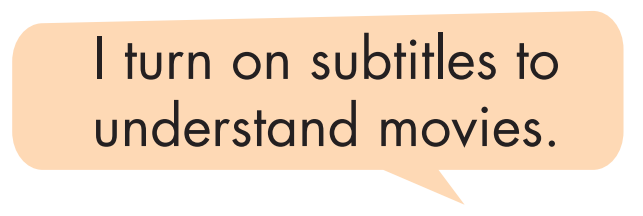 I turn on subtitles to
understand movies.